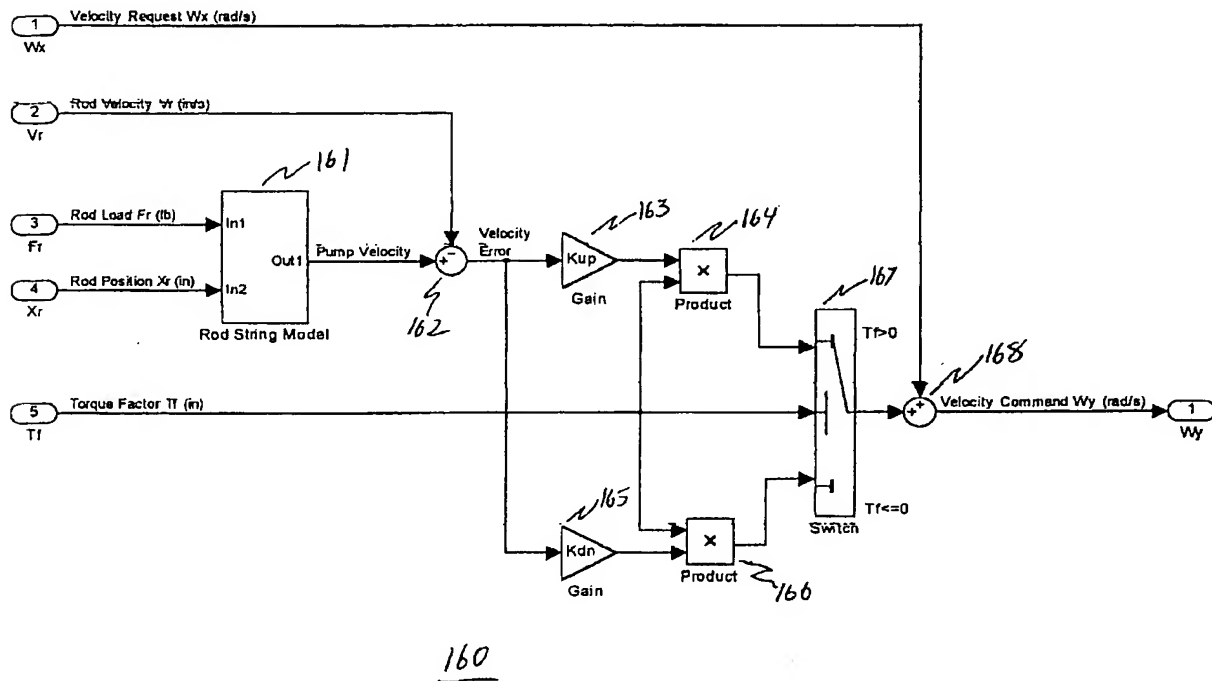 Velocity Request Wx (rad/s)
1
Wx
Rod Velocity Vr (in/s)
2
Vr
161
Rod Load Fr (lb)
3
Fr
In1
Out1
Pump Velocity
Rod Position Xr (in)
4
Xr
In2
Rod String Model
+ −
162
Velocity
Error
Kup
Gain
163
×
Product
164
167
Tf>0
Torque Factor Tf (in)
5
Tf
168
+ +
Velocity Command Wy (rad/s)
1
Wy
165
Kdn
Gain
×
Product
166
Tf<=0
Switch
160